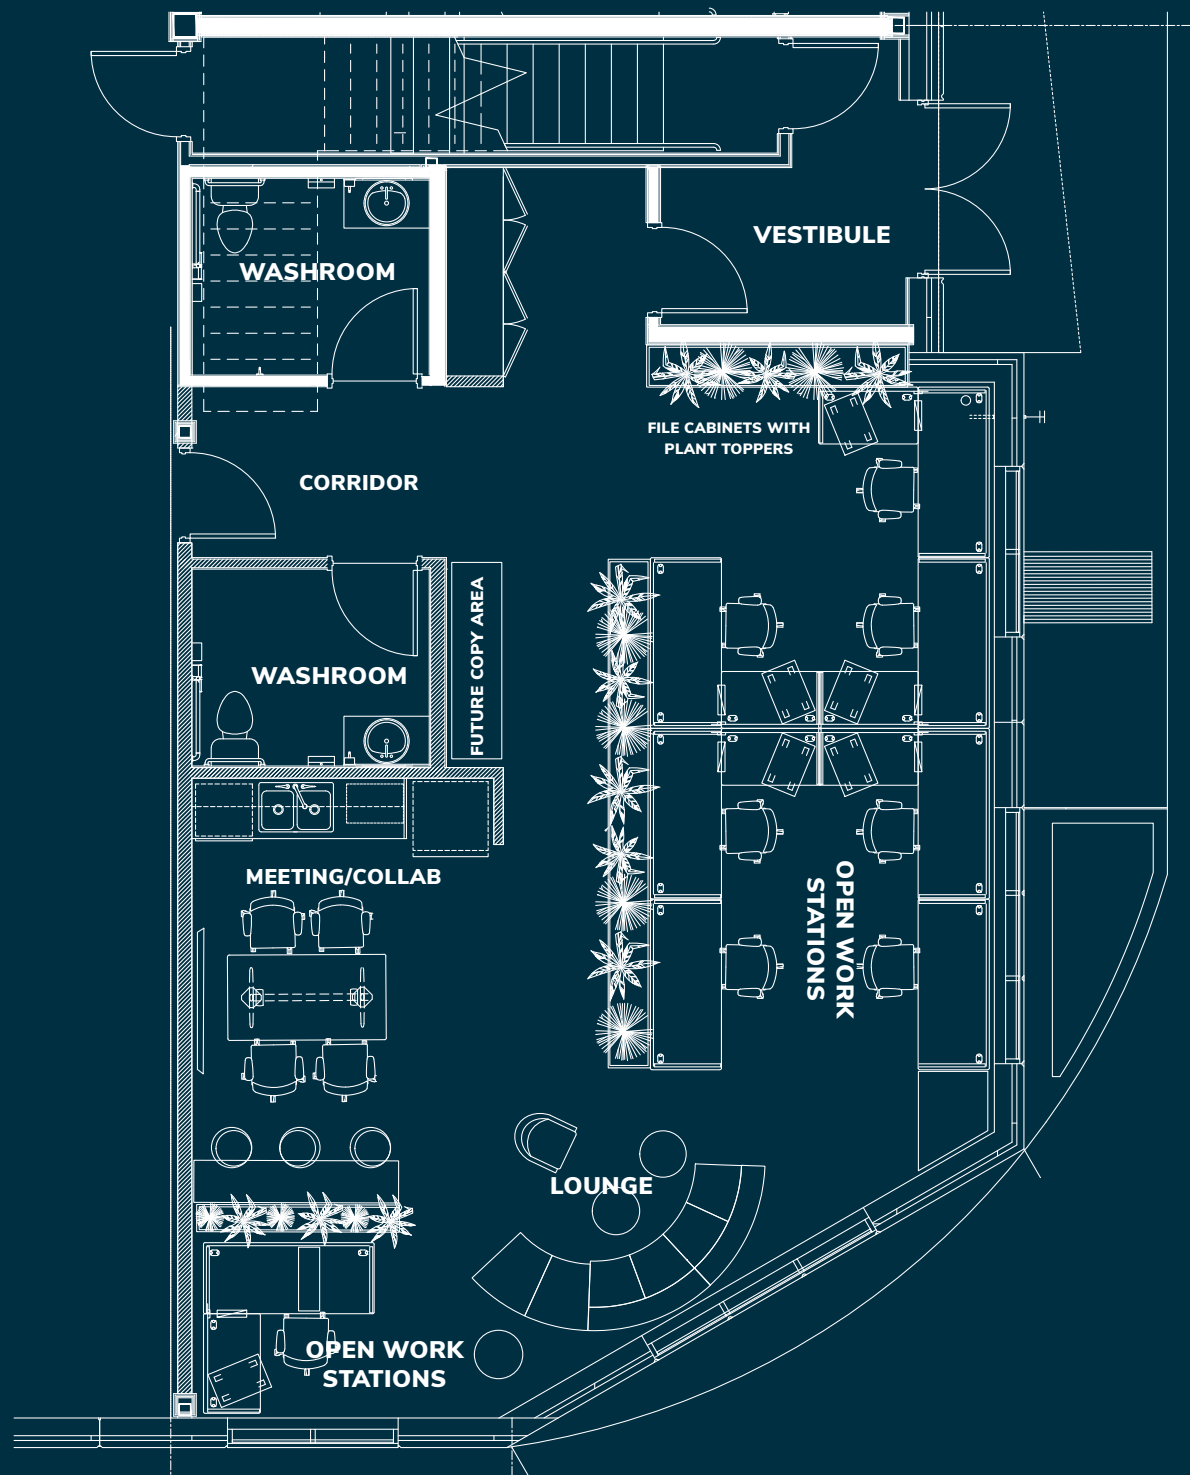 VESTIBULE
WASHROOM
FILE CABINETS WITH
PLANT TOPPERS
CORRIDOR
FUTURE COPY AREA
WASHROOM
MEETING/COLLAB
OPEN WORK
STATIONS
LOUNGE
OPEN WORK
STATIONS